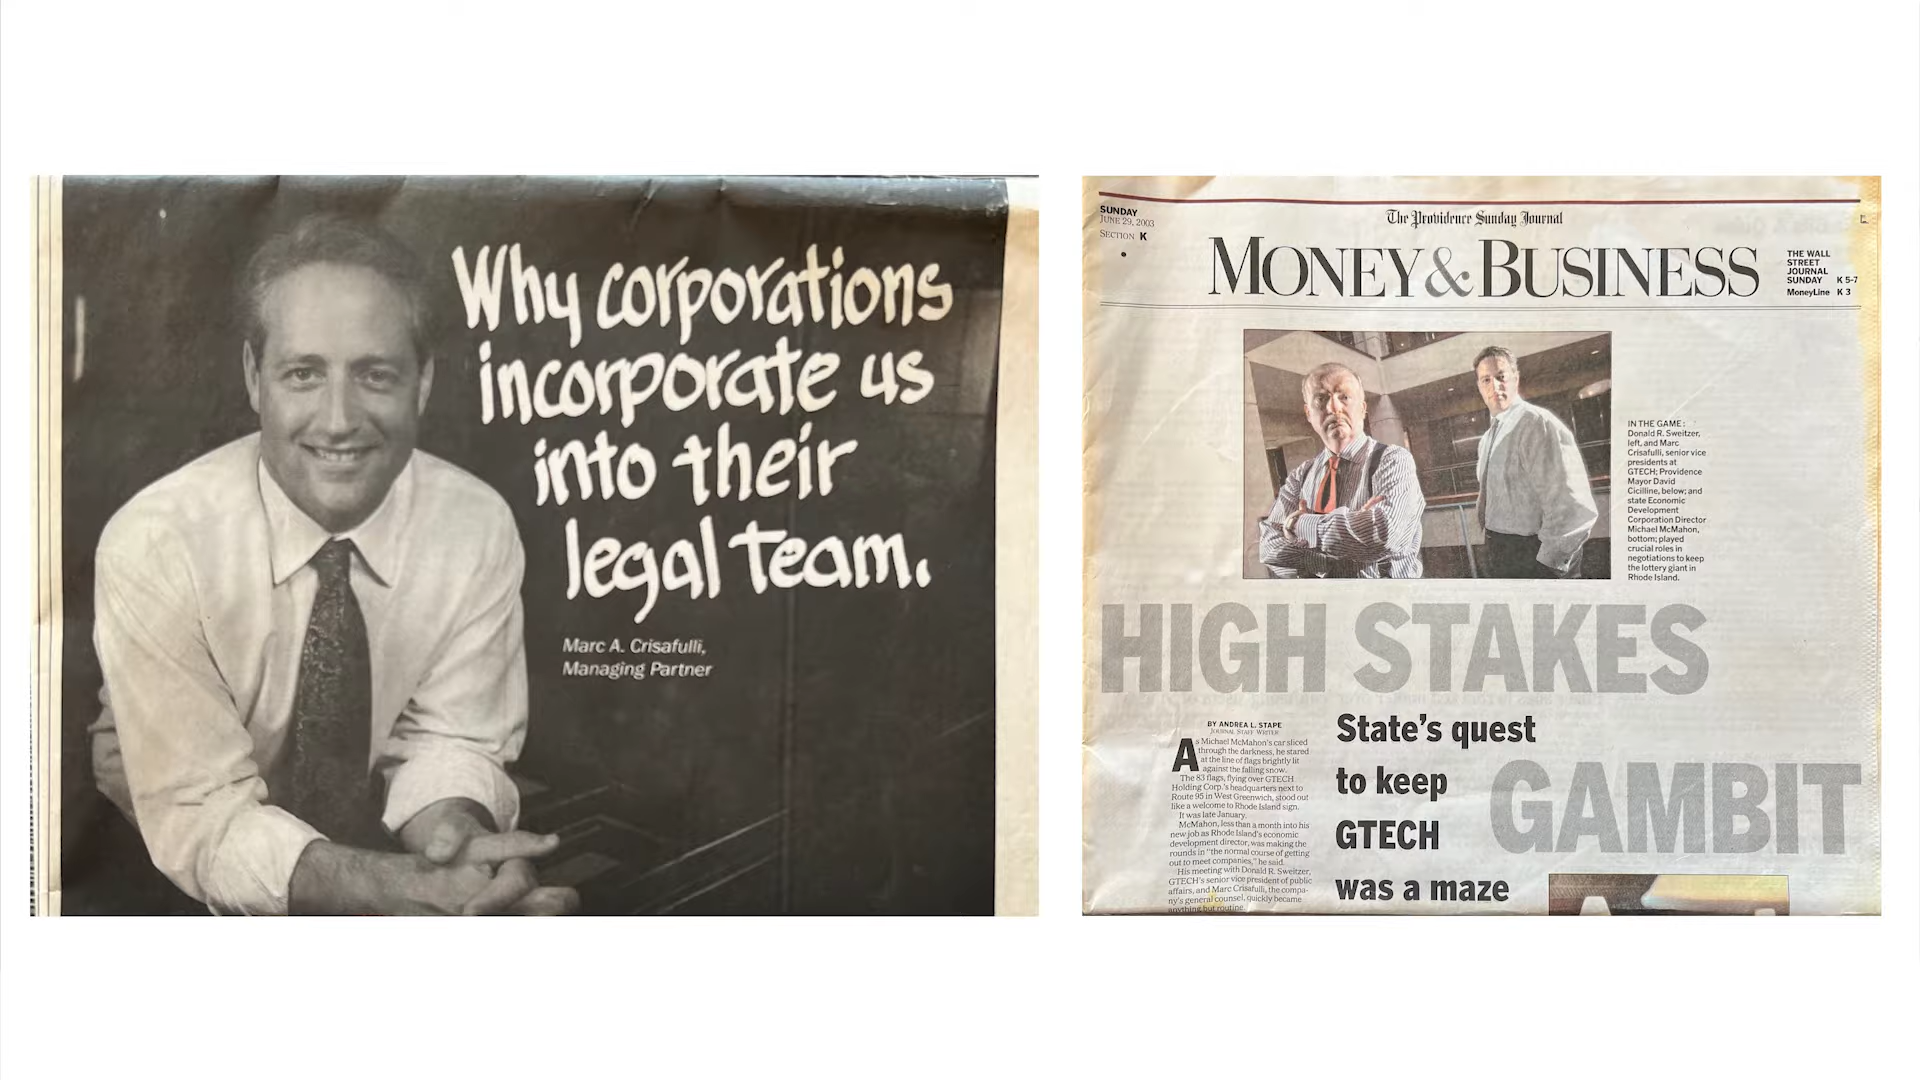 Why corporations
incorporate us
into their
legal team.
Marc A. Crisafulli,
Managing Partner
SUNDAY
JUNE 29, 2003
SECTION K
The Providence Sunday Journal
MONEY & BUSINESS
THE WALL
STREET
JOURNAL
SUNDAY K 5-7
MoneyLine K 3
IN THE GAME:
Donald R. Sweitzer,
left, and Marc
Crisafulli, senior vice
presidents at
GTECH; Providence
Mayor David
Cicilline, below; and
state Economic
Development
Corporation Director
Michael McMahon,
bottom; played
crucial roles in
negotiations to keep
the lottery giant in
Rhode Island.
HIGH STAKES
GAMBIT
State's quest
to keep
GTECH
was a maze
BY ANDREA L. STAPE
JOURNAL STAFF WRITER
As Michael McMahon's car sliced
through the darkness, he stared
at the line of flags brightly lit
against the falling snow.
The 83 flags, flying over GTECH
Holding Corp.'s headquarters next to
Route 95 in West Greenwich, stood out
like a welcome to Rhode Island sign.
It was late January.
McMahon, less than a month into his
new job as Rhode Island's economic
development director, was making the
rounds in "the normal course of getting
out to meet companies," he said.
His meeting with Donald R. Sweitzer,
GTECH's senior vice president of public
affairs, and Marc Crisafulli, the compa-
ny's general counsel, quickly became
anything but routine.